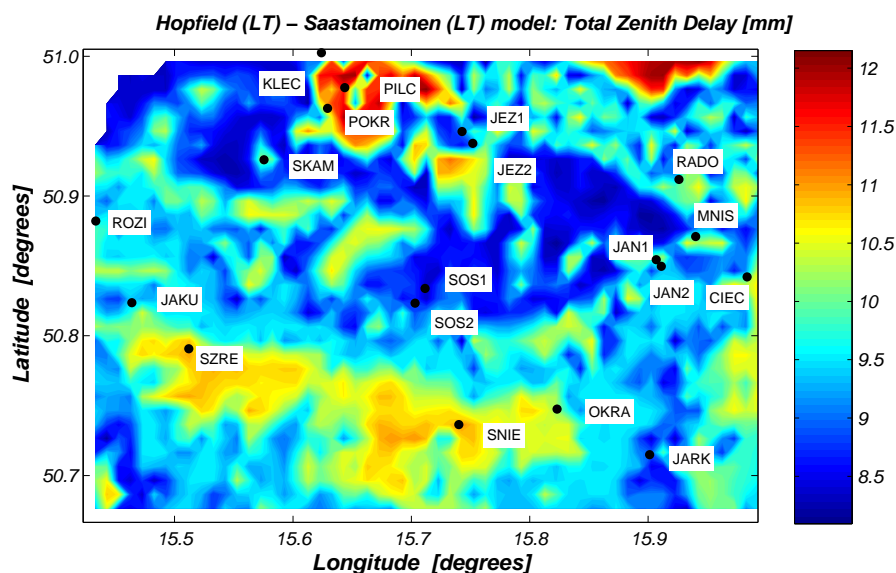 Hopfield (LT) – Saastamoinen (LT) model: Total Zenith Delay [mm]
51.0
50.9
50.8
50.7
Latitude [degrees]
KLEC
PILC
POKR
JEZ1
SKAM
JEZ2
RADO
ROZI
MNIS
JAN1
SOS1
JAN2
CIEC
JAKU
SOS2
SZRE
OKRA
SNIE
JARK
15.5
15.6
15.7
15.8
15.9
Longitude [degrees]
12
11.5
11
10.5
10
9.5
9
8.5